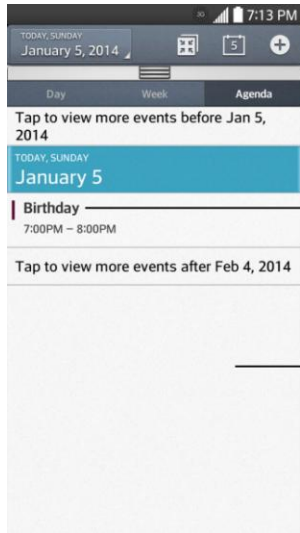 7:13 PM
TODAY, SUNDAY
January 5, 2014
5
Day Week Agenda
Tap to view more events before Jan 5,
2014
TODAY, SUNDAY
January 5
Birthday
7:00PM – 8:00PM
Tap to view more events after Feb 4, 2014